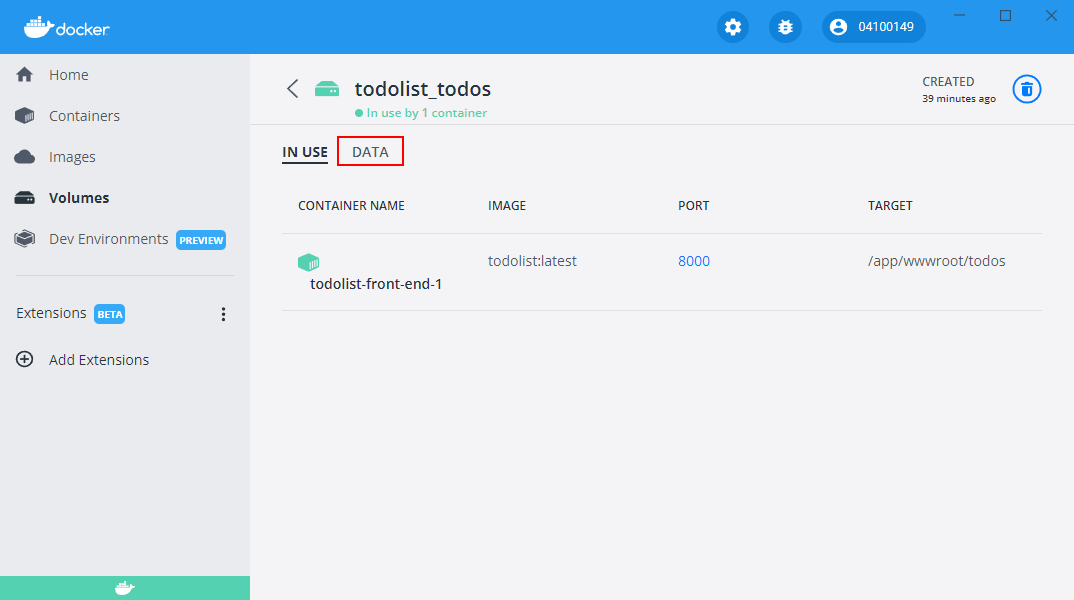 docker
04100149
Home
Containers
Images
Volumes
Dev Environments PREVIEW
Extensions BETA
Add Extensions
todolist_todos
In use by 1 container
CREATED
39 minutes ago
IN USE DATA
CONTAINER NAME IMAGE PORT TARGET
todolist:latest 8000 /app/wwwroot/todos
todolist-front-end-1